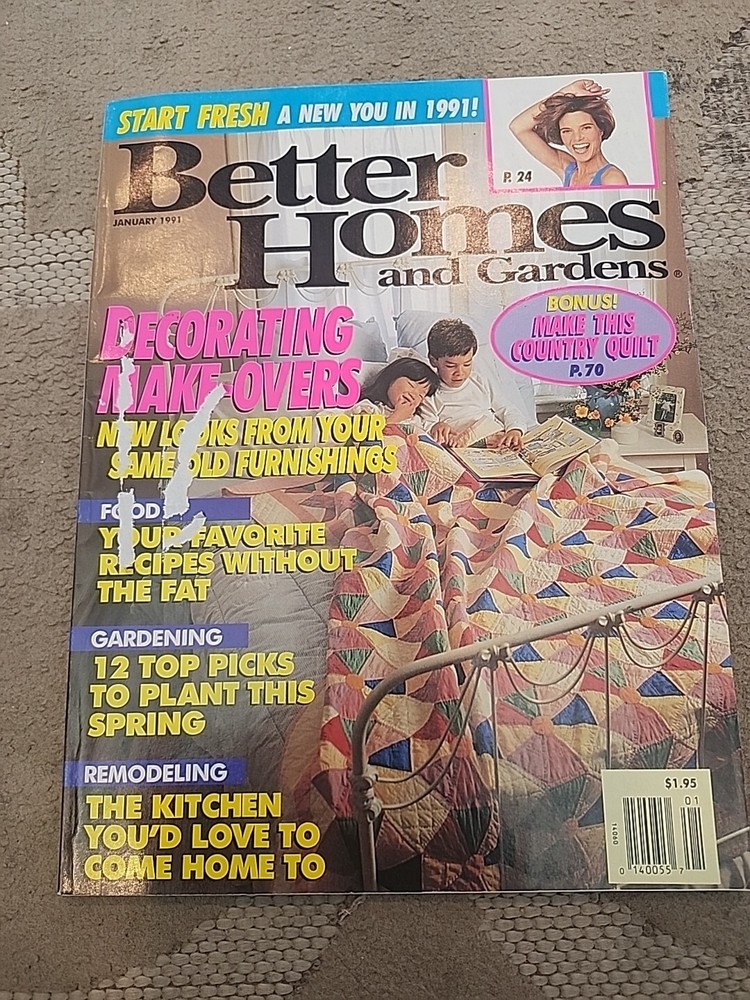 START FRESH A NEW YOU IN 1991!
P. 24
Better
Homes
and Gardens®
JANUARY 1991
DECORATING
MAKE-OVERS
NEW LOOKS FROM YOUR
SAME OLD FURNISHINGS
BONUS!
MAKE THIS
COUNTRY QUILT
P.70
FOOD
YOUR FAVORITE
RECIPES WITHOUT
THE FAT
GARDENING
12 TOP PICKS
TO PLANT THIS
SPRING
REMODELING
THE KITCHEN
YOU'D LOVE TO
COME HOME TO
$1.95
01
0 140055 7